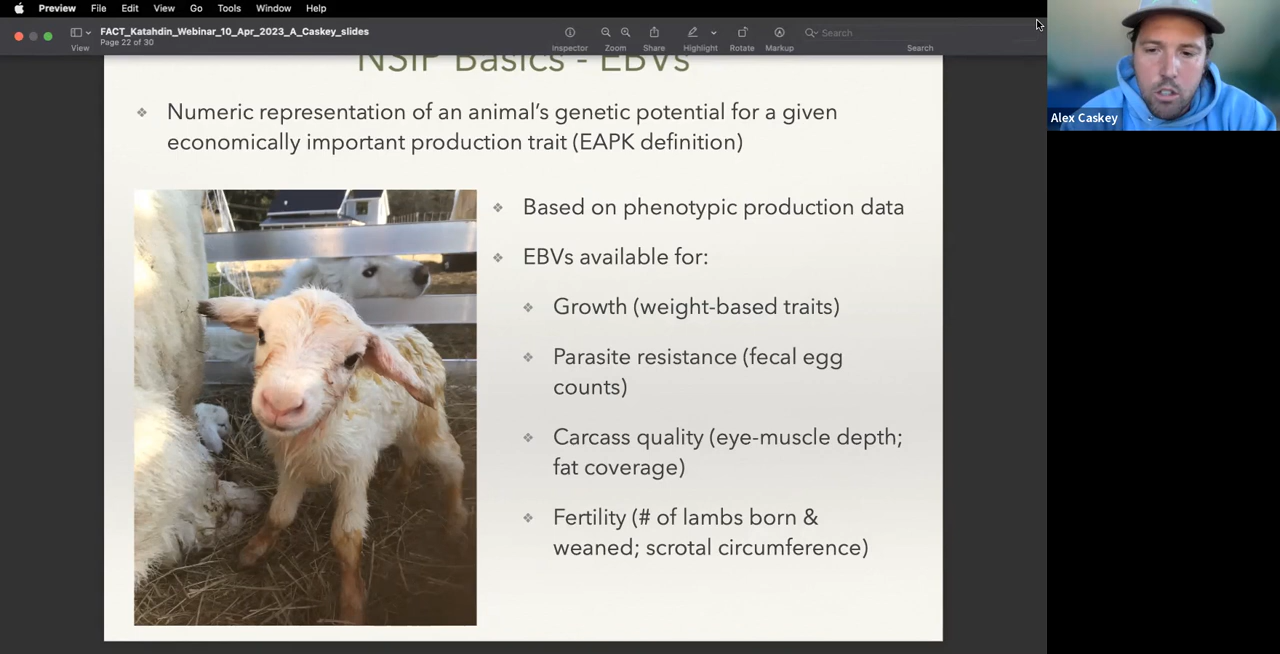 Preview File Edit View Go Tools Window Help
FACT_Katahdin_Webinar_10_Apr_2023_A_Caskey_slides
Page 22 of 30
View Inspector Zoom Share Highlight Rotate Markup Search
Search
NSIP Basics - EBVs
Numeric representation of an animal’s genetic potential for a given
economically important production trait (EAPK definition)
Based on phenotypic production data
EBVs available for:
Growth (weight-based traits)
Parasite resistance (fecal egg
counts)
Carcass quality (eye-muscle depth;
fat coverage)
Fertility (# of lambs born &
weaned; scrotal circumference)
Alex Caskey